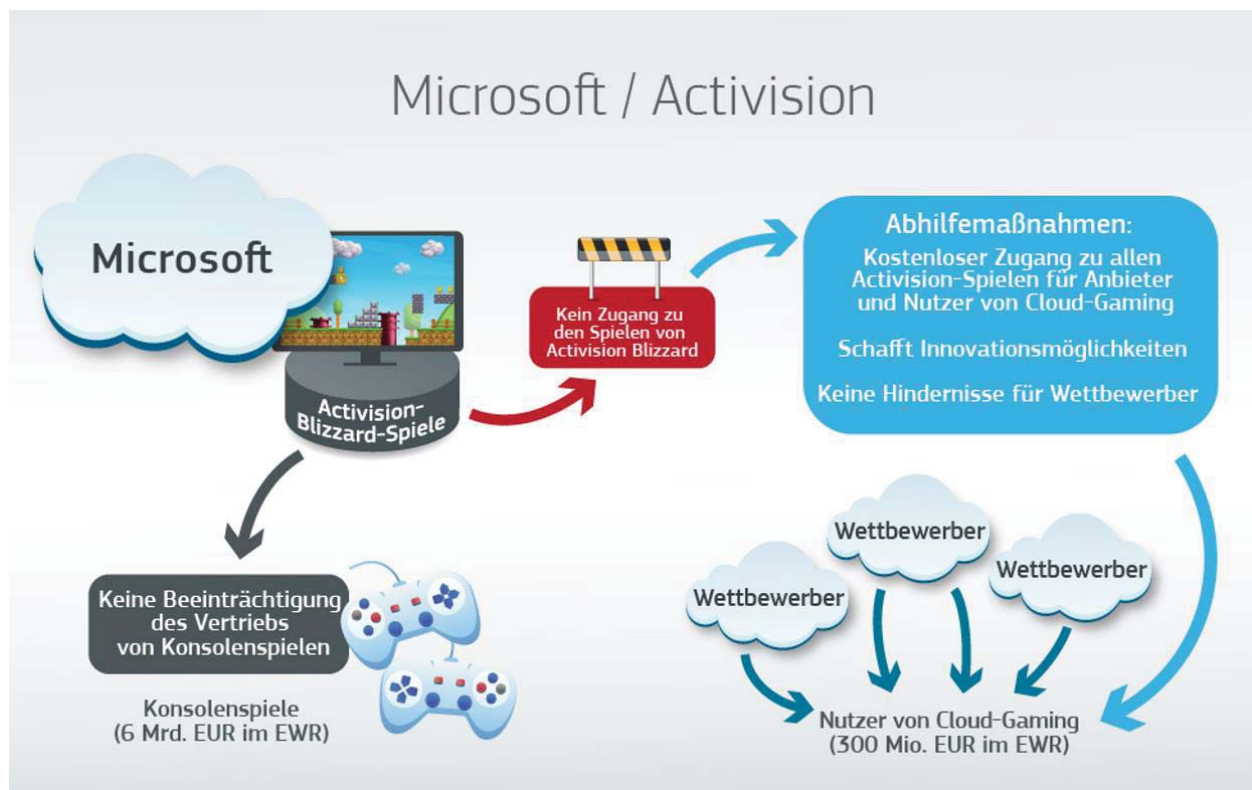 Microsoft / Activision
Microsoft
Activision-
Blizzard-Spiele
Kein Zugang zu
den Spielen von
Activision Blizzard
Abhilfemaßnahmen:
Kostenloser Zugang zu allen
Activision-Spielen für Anbieter
und Nutzer von Cloud-Gaming
Schafft Innovationsmöglichkeiten
Keine Hindernisse für Wettbewerber
Keine Beeinträchtigung
des Vertriebs
von Konsolenspielen
Konsolenspiele
(6 Mrd. EUR im EWR)
Wettbewerber
Wettbewerber
Wettbewerber
Nutzer von Cloud-Gaming
(300 Mio. EUR im EWR)